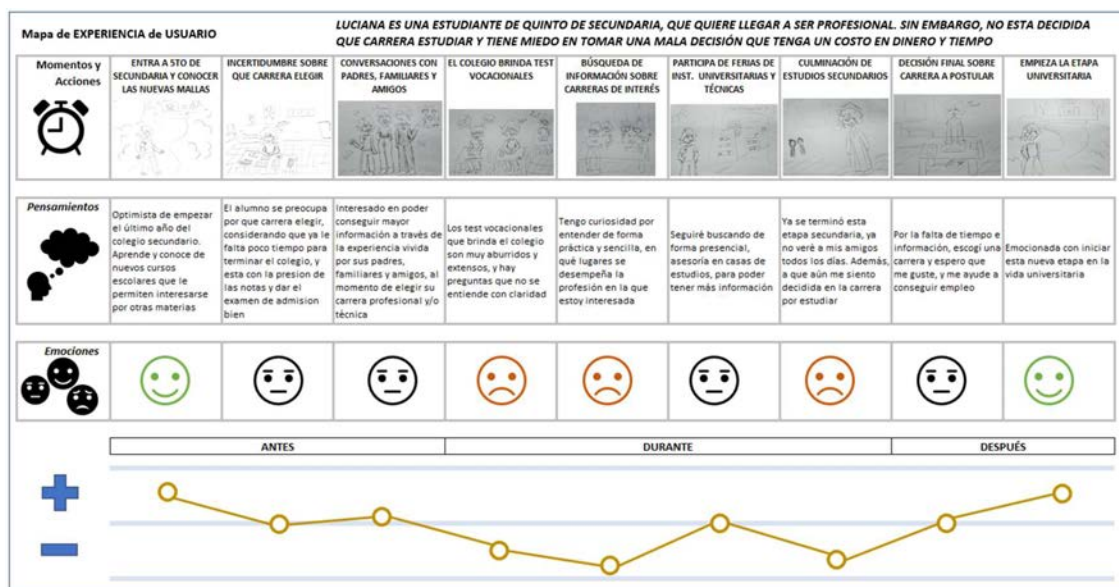 Mapa de EXPERIENCIA de USUARIO
LUCIANA ES UNA ESTUDIANTE DE QUINTO DE SECUNDARIA, QUE QUIERE LLEGAR A SER PROFESIONAL. SIN EMBARGO, NO ESTA DECIDIDA
QUE CARRERA ESTUDIAR Y TIENE MIEDO EN TOMAR UNA MALA DECISIÓN QUE TENGA UN COSTO EN DINERO Y TIEMPO
Momentos y
Acciones
ENTRA A 5TO DE
SECUNDARIA Y CONOCER
LAS NUEVAS MALLAS
INCERTIDUMBRE SOBRE
QUE CARRERA ELEGIR
CONVERSACIONES CON
PADRES, FAMILIARES Y
AMIGOS
EL COLEGIO BRINDA TEST
VOCACIONALES
BÚSQUEDA DE
INFORMACIÓN SOBRE
CARRERAS DE INTERÉS
PARTICIPA DE FERIAS DE
INST. UNIVERSITARIAS Y
TÉCNICAS
CULMINACIÓN DE
ESTUDIOS SECUNDARIOS
DECISIÓN FINAL SOBRE
CARRERA A POSTULAR
EMPIEZA LA ETAPA
UNIVERSITARIA
Pensamientos
Optimista de empezar
el último año del
colegio secundario.
Aprende y conoce de
nuevos cursos
escolares que le
permiten interesarse
por otras materias
El alumno se preocupa
por que carrera elegir,
considerando que ya le
falta poco tiempo para
terminar el colegio, y
esta con la presion de
las notas y dar el
examen de admision
bien
Interesado en poder
conseguir mayor
información a través de
la experiencia vivida
por sus padres,
familiares y amigos, al
momento de elegir su
carrera profesional y/o
técnica
Los test vocacionales
que brinda el colegio
son muy aburridos y
extensos, y hay
preguntas que no se
entiende con claridad
Tengo curiosidad por
entender de forma
práctica y sencilla, en
qué lugares se
desempeña la
profesión en la que
estoy interesada
Seguiré buscando de
forma presencial,
asesoría en casas de
estudios, para poder
tener más información
Ya se terminó esta
etapa secundaria, ya
no veré a mis amigos
todos los días. Además,
a que aún me siento
decidida en la carrera
por estudiar
Por la falta de tiempo e
información, escogí una
carrera y espero que
me guste, y me ayude a
conseguir empleo
Emocionada con iniciar
esta nueva etapa en la
vida universitaria
Emociones
ANTES
DURANTE
DESPUÉS